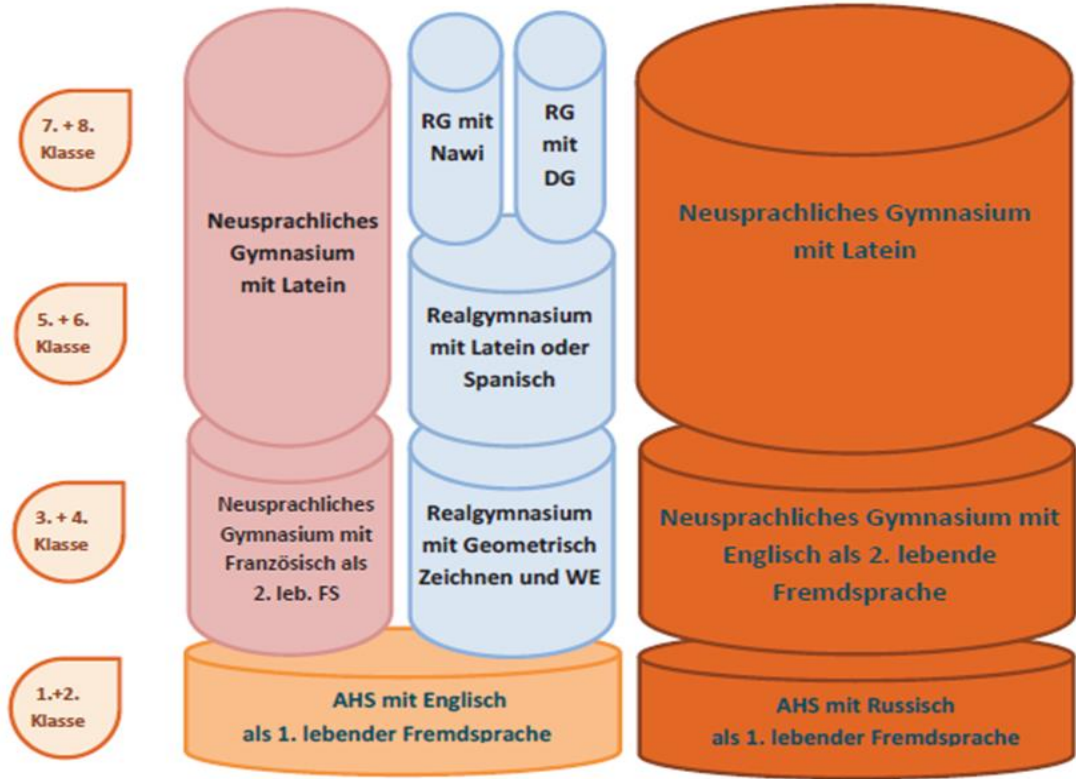 7. + 8.
Klasse
RG mit
Nawi
RG
mit
DG
Neusprachliches
Gymnasium
mit Latein
Neusprachliches Gymnasium
mit Latein
5. + 6.
Klasse
Realgymnasium
mit Latein oder
Spanisch
3. + 4.
Klasse
Neusprachliches
Gymnasium mit
Französisch als
2. leb. FS
Realgymnasium
mit Geometrisch
Zeichnen und WE
Neusprachliches Gymnasium mit
Englisch als 2. lebende
Fremdsprache
1.+2.
Klasse
AHS mit Englisch
als 1. lebender Fremdsprache
AHS mit Russisch
als 1. lebender Fremdsprache